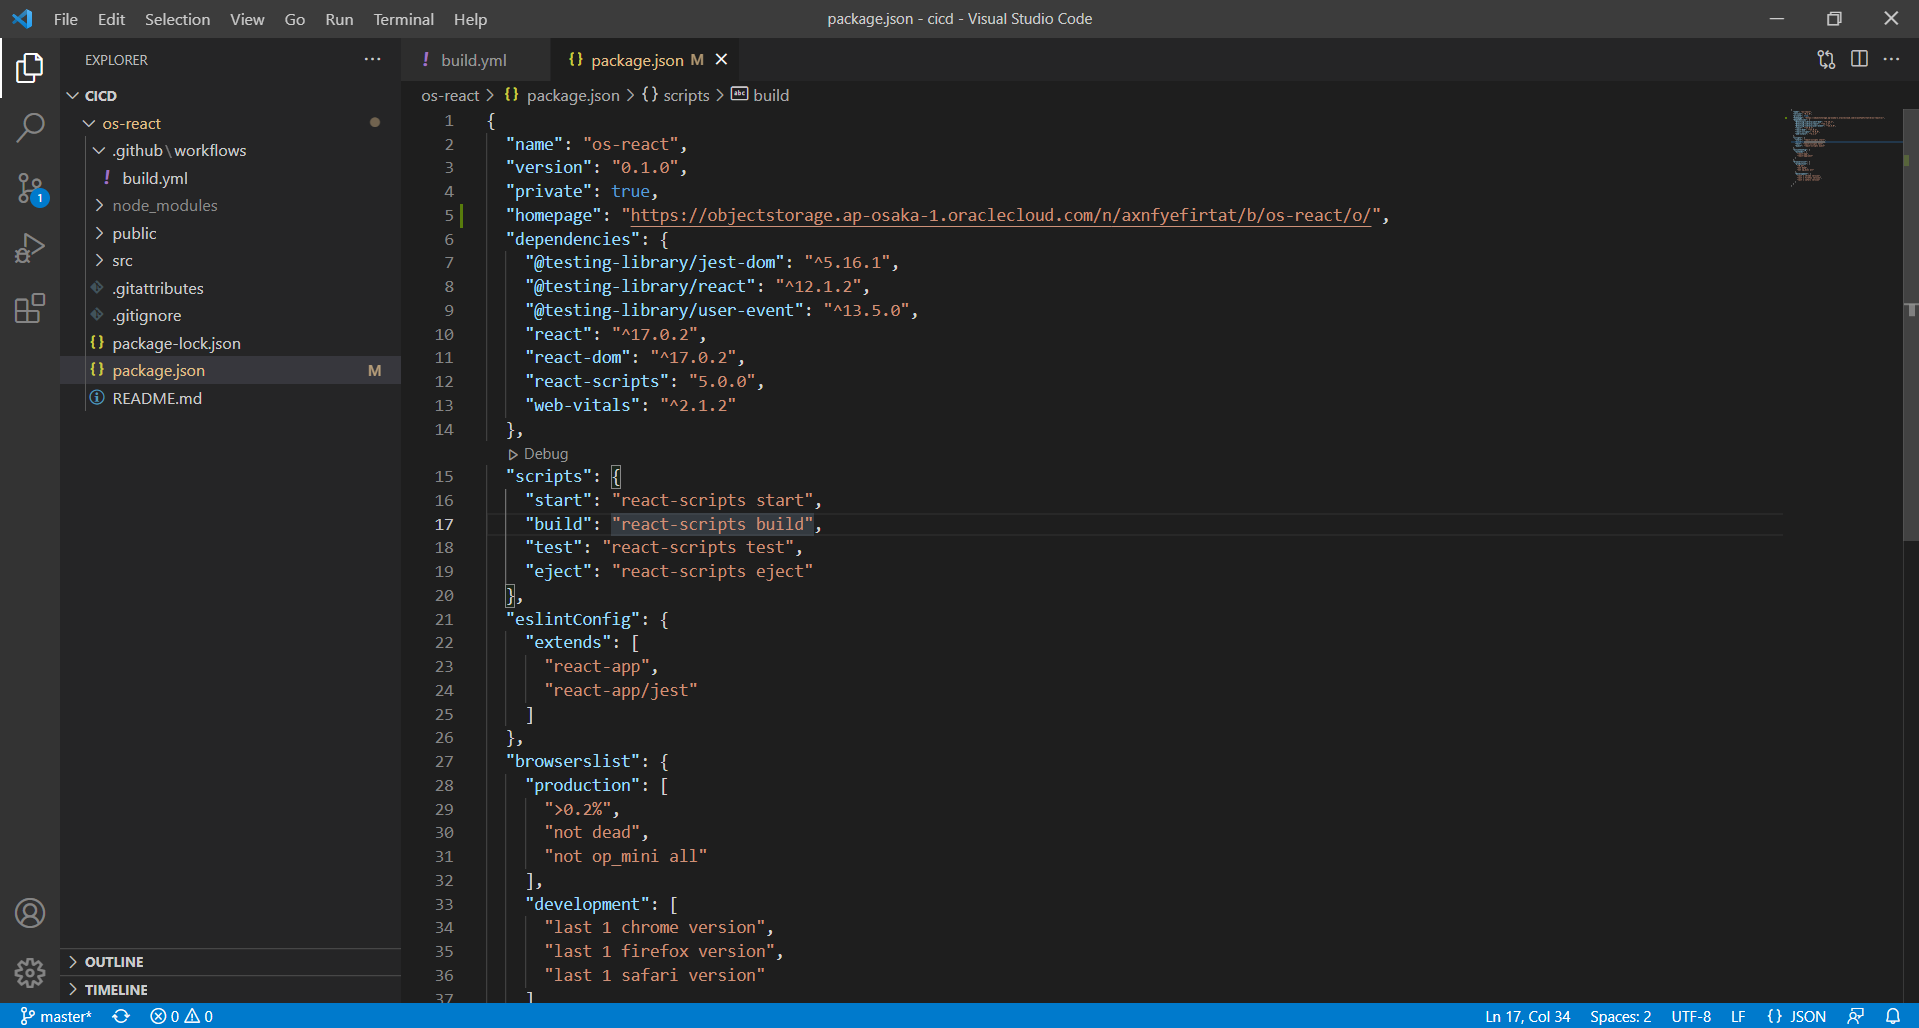 File Edit Selection View Go Run Terminal Help
package.json - cicd - Visual Studio Code
EXPLORER
CICD
os-react
.github\workflows
! build.yml
node_modules
public
src
.gitattributes
.gitignore
{} package-lock.json
{} package.json M
README.md
OUTLINE
TIMELINE
1
! build.yml
{} package.json M
os-react > {} package.json > {} scripts > abc build
1 {
2 "name": "os-react",
3 "version": "0.1.0",
4 "private": true,
5 "homepage": "https://objectstorage.ap-osaka-1.oraclecloud.com/n/axnfyefirtat/b/os-react/o/",
6 "dependencies": {
7 "@testing-library/jest-dom": "^5.16.1",
8 "@testing-library/react": "^12.1.2",
9 "@testing-library/user-event": "^13.5.0",
10 "react": "^17.0.2",
11 "react-dom": "^17.0.2",
12 "react-scripts": "5.0.0",
13 "web-vitals": "^2.1.2"
14 },
Debug
15 "scripts": {
16 "start": "react-scripts start",
17 "build": "react-scripts build",
18 "test": "react-scripts test",
19 "eject": "react-scripts eject"
20 },
21 "eslintConfig": {
22 "extends": [
23 "react-app",
24 "react-app/jest"
25 ]
26 },
27 "browserslist": {
28 "production": [
29 ">0.2%",
30 "not dead",
31 "not op_mini all"
32 ],
33 "development": [
34 "last 1 chrome version",
35 "last 1 firefox version",
36 "last 1 safari version"
37 ]
master* 0 0
Ln 17, Col 34 Spaces: 2 UTF-8 LF {} JSON